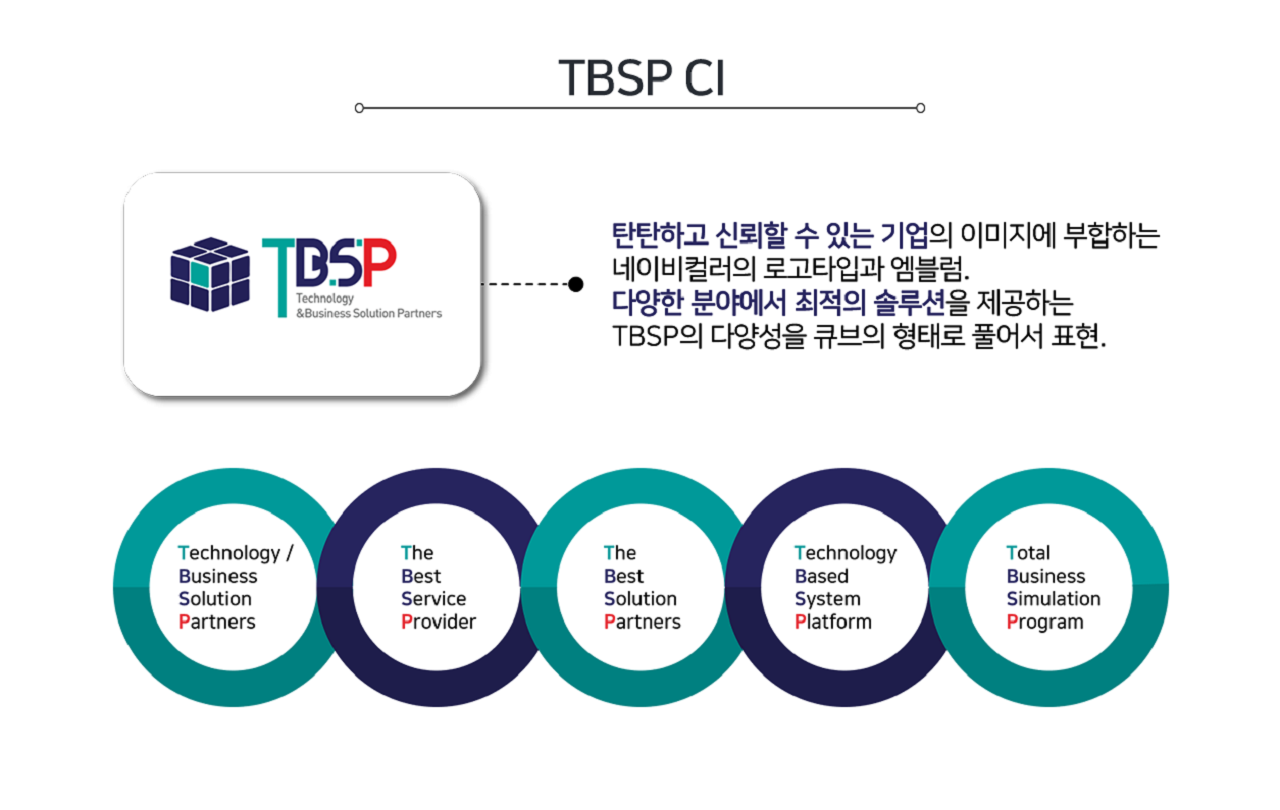 TBSP CI
TBSP
Technology
&Business Solution Partners
탄탄하고 신뢰할 수 있는 기업의 이미지에 부합하는
네이비컬러의 로고타입과 엠블럼.
다양한 분야에서 최적의 솔루션을 제공하는
TBSP의 다양성을 큐브의 형태로 풀어서 표현.
Technology /
Business
Solution
Partners
The
Best
Service
Provider
The
Best
Solution
Partners
Technology
Based
System
Platform
Total
Business
Simulation
Program